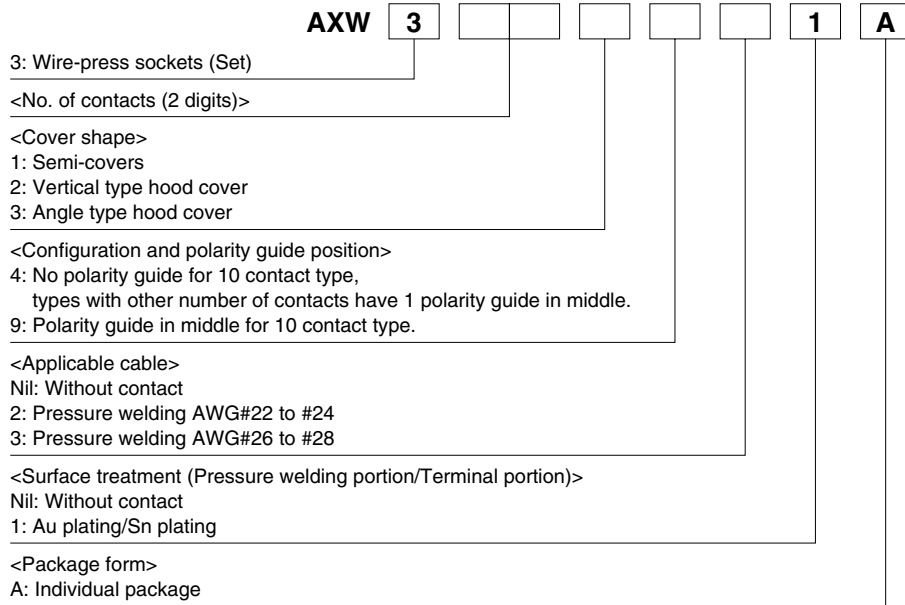 AXW 3 1 A
3: Wire-press sockets (Set)
<No. of contacts (2 digits)>
<Cover shape>
1: Semi-covers
2: Vertical type hood cover
3: Angle type hood cover
<Configuration and polarity guide position>
4: No polarity guide for 10 contact type,
types with other number of contacts have 1 polarity guide in middle.
9: Polarity guide in middle for 10 contact type.
<Applicable cable>
Nil: Without contact
2: Pressure welding AWG#22 to #24
3: Pressure welding AWG#26 to #28
<Surface treatment (Pressure welding portion/Terminal portion)>
Nil: Without contact
1: Au plating/Sn plating
<Package form>
A: Individual package